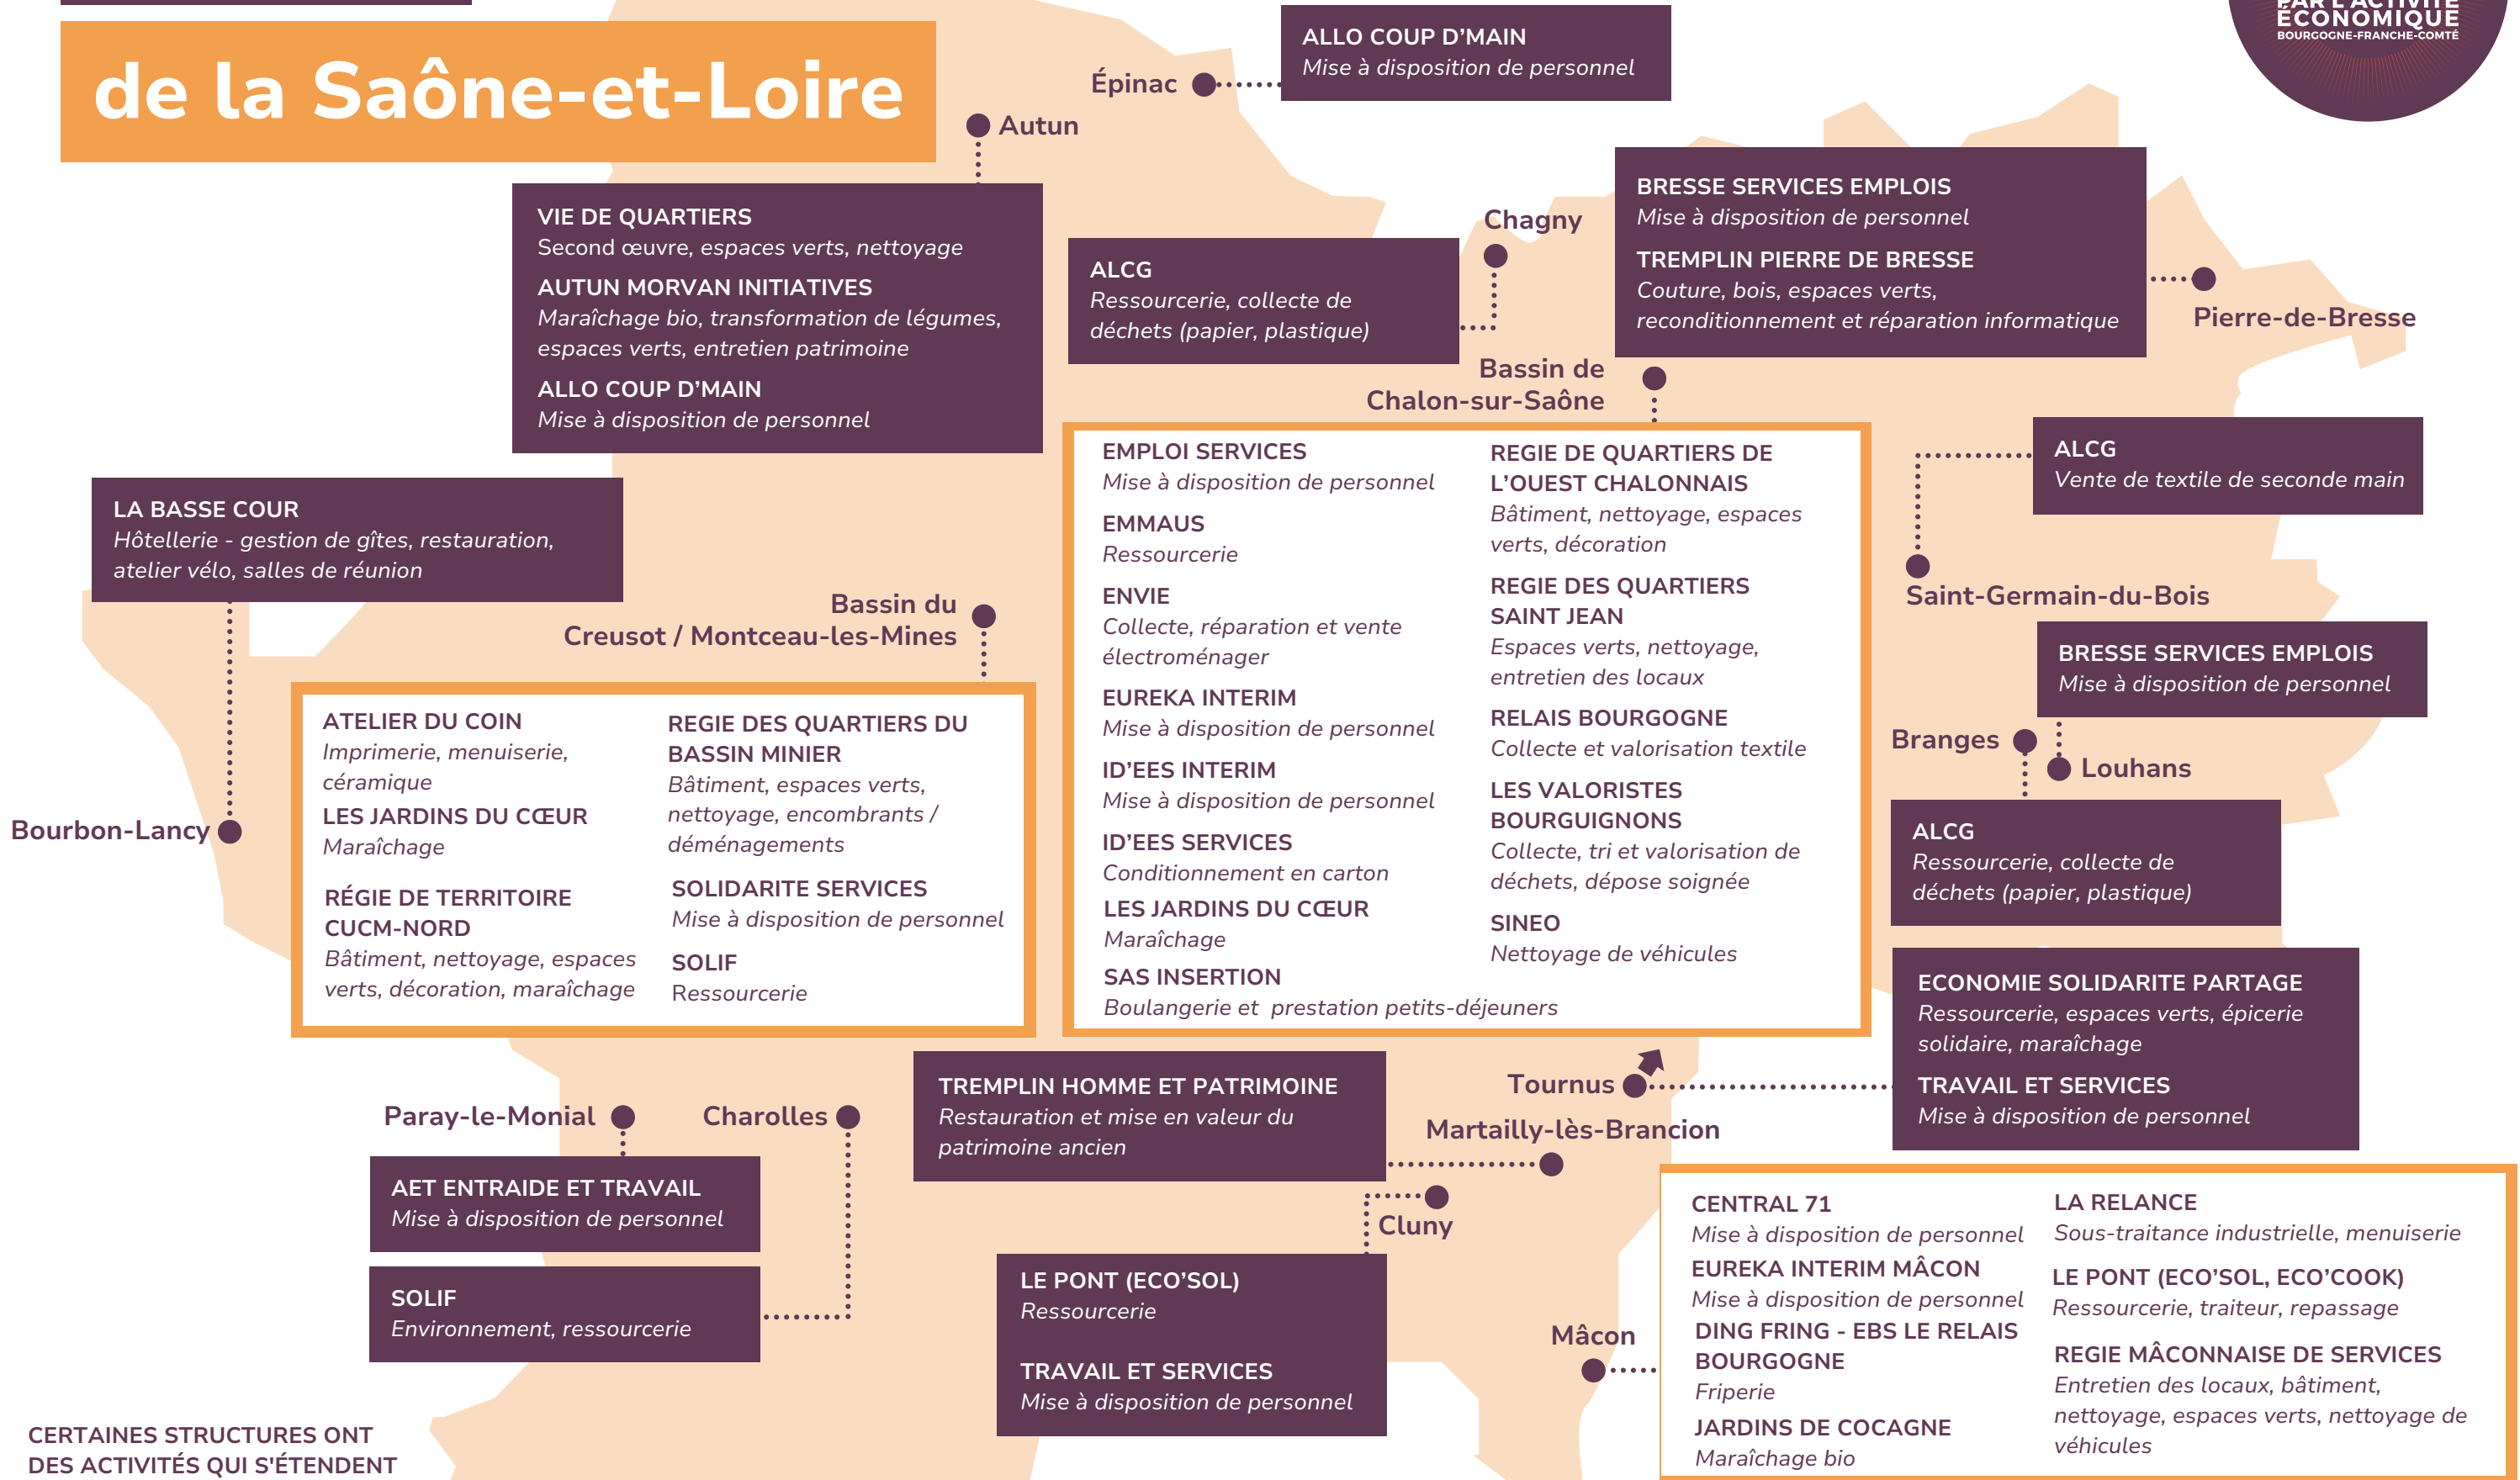 de la Saône-et-Loire
PAR L'ACTIVITÉ
ÉCONOMIQUE
BOURGOGNE-FRANCHE-COMTÉ
Épinac
ALLO COUP D'MAIN
Mise à disposition de personnel
Autun
VIE DE QUARTIERS
Second œuvre, espaces verts, nettoyage
AUTUN MORVAN INITIATIVES
Maraîchage bio, transformation de légumes,
espaces verts, entretien patrimoine
ALLO COUP D'MAIN
Mise à disposition de personnel
Chagny
ALCG
Ressourcerie, collecte de
déchets (papier, plastique)
BRESSE SERVICES EMPLOIS
Mise à disposition de personnel
TREMPLIN PIERRE DE BRESSE
Couture, bois, espaces verts,
reconditionnement et réparation informatique
Pierre-de-Bresse
Bassin de
Chalon-sur-Saône
EMPLOI SERVICES
Mise à disposition de personnel
EMMAUS
Ressourcerie
ENVIE
Collecte, réparation et vente
électroménager
EUREKA INTERIM
Mise à disposition de personnel
ID'EES INTERIM
Mise à disposition de personnel
ID'EES SERVICES
Conditionnement en carton
LES JARDINS DU CŒUR
Maraîchage
SAS INSERTION
Boulangerie et prestation petits-déjeuners
REGIE DE QUARTIERS DE
L'OUEST CHALONNAIS
Bâtiment, nettoyage, espaces
verts, décoration
REGIE DES QUARTIERS
SAINT JEAN
Espaces verts, nettoyage,
entretien des locaux
RELAIS BOURGOGNE
Collecte et valorisation textile
LES VALORISTES
BOURGUIGNONS
Collecte, tri et valorisation de
déchets, dépose soignée
SINEO
Nettoyage de véhicules
ALCG
Vente de textile de seconde main
Saint-Germain-du-Bois
LA BASSE COUR
Hôtellerie - gestion de gîtes, restauration,
atelier vélo, salles de réunion
Bourbon-Lancy
Bassin du
Creusot / Montceau-les-Mines
ATELIER DU COIN
Imprimerie, menuiserie,
céramique
LES JARDINS DU CŒUR
Maraîchage
RÉGIE DE TERRITOIRE
CUCM-NORD
Bâtiment, nettoyage, espaces
verts, décoration, maraîchage
REGIE DES QUARTIERS DU
BASSIN MINIER
Bâtiment, espaces verts,
nettoyage, encombrants /
déménagements
SOLIDARITE SERVICES
Mise à disposition de personnel
SOLIF
Ressourcerie
BRESSE SERVICES EMPLOIS
Mise à disposition de personnel
Branges
Louhans
ALCG
Ressourcerie, collecte de
déchets (papier, plastique)
ECONOMIE SOLIDARITE PARTAGE
Ressourcerie, espaces verts, épicerie
solidaire, maraîchage
TRAVAIL ET SERVICES
Mise à disposition de personnel
Tournus
TREMPLIN HOMME ET PATRIMOINE
Restauration et mise en valeur du
patrimoine ancien
Martailly-lès-Brancion
Paray-le-Monial
Charolles
AET ENTRAIDE ET TRAVAIL
Mise à disposition de personnel
SOLIF
Environnement, ressourcerie
Cluny
LE PONT (ECO'SOL)
Ressourcerie
TRAVAIL ET SERVICES
Mise à disposition de personnel
Mâcon
CENTRAL 71
Mise à disposition de personnel
EUREKA INTERIM MÂCON
Mise à disposition de personnel
DING FRING - EBS LE RELAIS
BOURGOGNE
Friperie
JARDINS DE COCAGNE
Maraîchage bio
LA RELANCE
Sous-traitance industrielle, menuiserie
LE PONT (ECO'SOL, ECO'COOK)
Ressourcerie, traiteur, repassage
REGIE MÂCONNAISE DE SERVICES
Entretien des locaux, bâtiment,
nettoyage, espaces verts, nettoyage de
véhicules
CERTAINES STRUCTURES ONT
DES ACTIVITÉS QUI S'ÉTENDENT